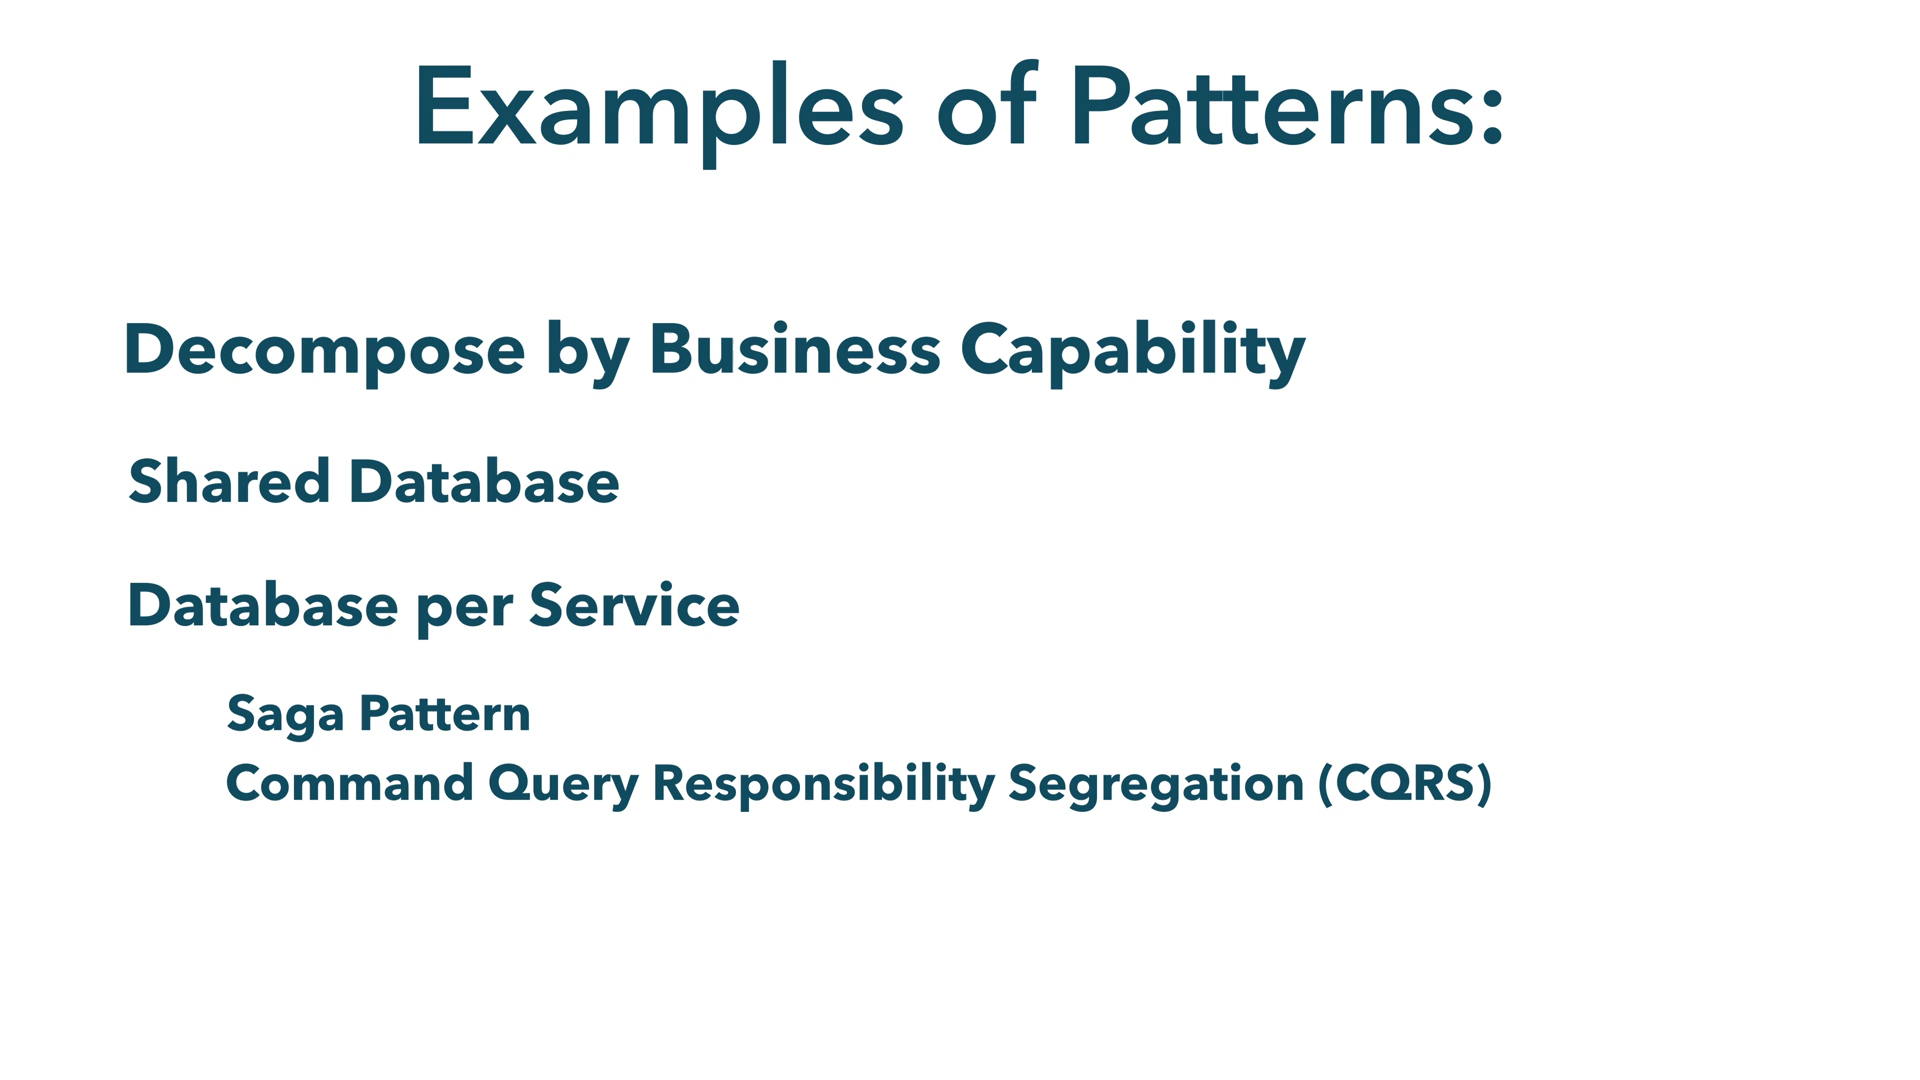 Examples of Patterns:
Decompose by Business Capability
Shared Database
Database per Service
Saga Pattern
Command Query Responsibility Segregation (CQRS)